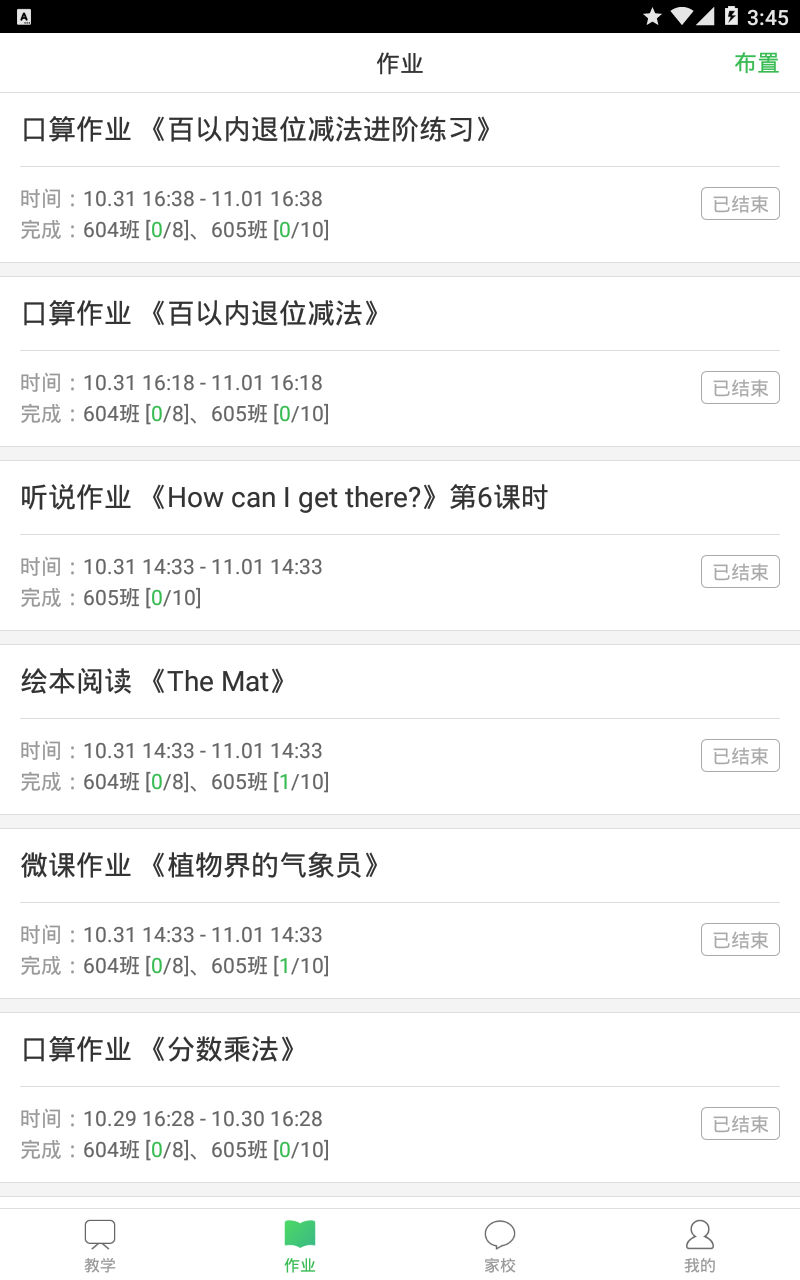 3:45
作业
布置
口算作业 《百以内退位减法进阶练习》
时间：10.31 16:38 - 11.01 16:38
已结束
完成：604班 [0/8]、605班 [0/10]
口算作业 《百以内退位减法》
时间：10.31 16:18 - 11.01 16:18
已结束
完成：604班 [0/8]、605班 [0/10]
听说作业 《How can I get there?》第6课时
时间：10.31 14:33 - 11.01 14:33
已结束
完成：605班 [0/10]
绘本阅读 《The Mat》
时间：10.31 14:33 - 11.01 14:33
已结束
完成：604班 [0/8]、605班 [1/10]
微课作业 《植物界的气象员》
时间：10.31 14:33 - 11.01 14:33
已结束
完成：604班 [0/8]、605班 [1/10]
口算作业 《分数乘法》
时间：10.29 16:28 - 10.30 16:28
已结束
完成：604班 [0/8]、605班 [0/10]
教学
作业
家校
我的